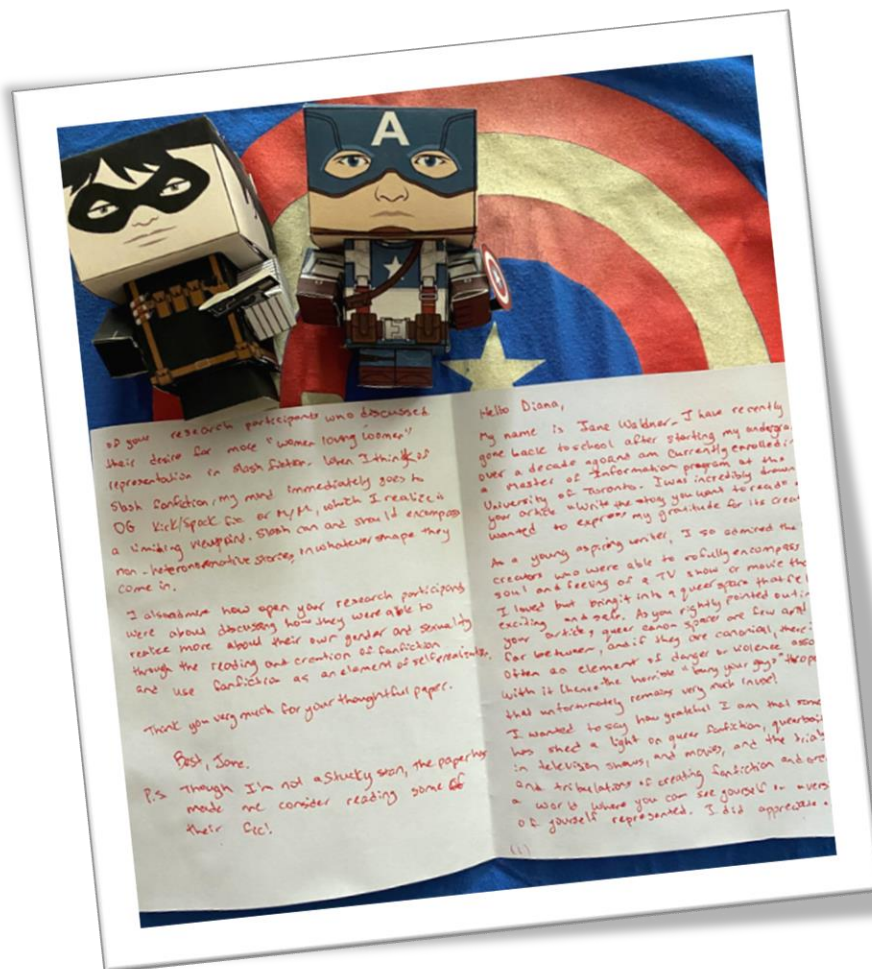 A
Hello Diana,
My name is Jane Waldner. I have recently
gone back to school after starting my undergra
over a decade ago and am currently enrolled i
a Master of Information program at the
University of Toronto. I was incredibly drawn
your article "Write the story you want to read"
wanted to express my gratitude for its crea
As a young aspiring writer, I so admired the
creators who were able to so fully encompass
soul and feeling of a TV show or movie tha
I loved but bring it into a queer space that fel
exciting and safe. As you rightly pointed out in
your article, queer canon spaces are few and
far between, and if they are canonical, there i
often an element of danger or violence asso
with it (hence the horrible "bury your gays" trope
that unfortunately remains very much in use)
I wanted to say how grateful I am that some
has shed a light on queer fanfiction, queerbait
in television shows, and movies, and the trials
and tribulations of creating fanfiction and
a world where you can see yourself or a vers
of yourself represented. I did appreciate
(1)
of your research participants who discussed
their desire for more "women loving women"
representation in slash fiction. When I think of
slash fanfiction, my mind immediately goes to
OG Kirk/Spock fic or M/M, which I realize is
a limiting viewpoint. Slash can and should encompass
non-heteronormative stories, in whatever shape they
come in.
I also admire how open your research participants
were about discussing how they were able to
realize more about their own gender and sexuality
through the reading and creation of fanfiction
and use fanfiction as an element of self realization.
Thank you very much for your thoughtful paper.
Best, Jane.
P.S Though I'm not a Stucky stan, the paper has
made me consider reading some of
their fic!